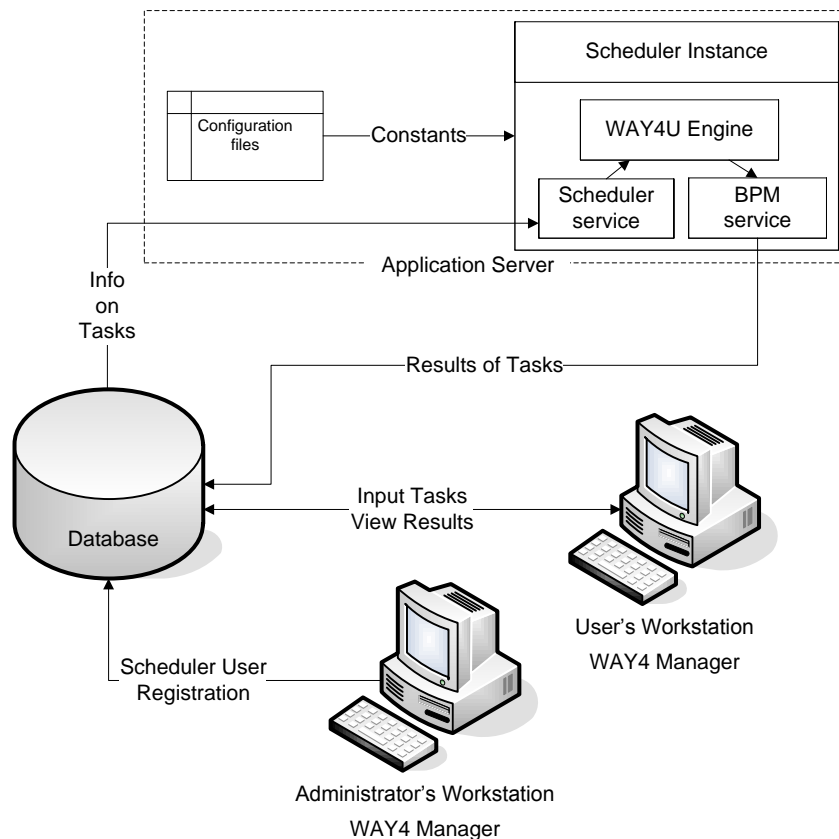 Scheduler Instance
Configuration
files
Constants
WAY4U Engine
Scheduler
service
BPM
service
Application Server
Info
on
Tasks
Results of Tasks
Input Tasks
View Results
Database
User's Workstation
WAY4 Manager
Scheduler User
Registration
Administrator's Workstation
WAY4 Manager